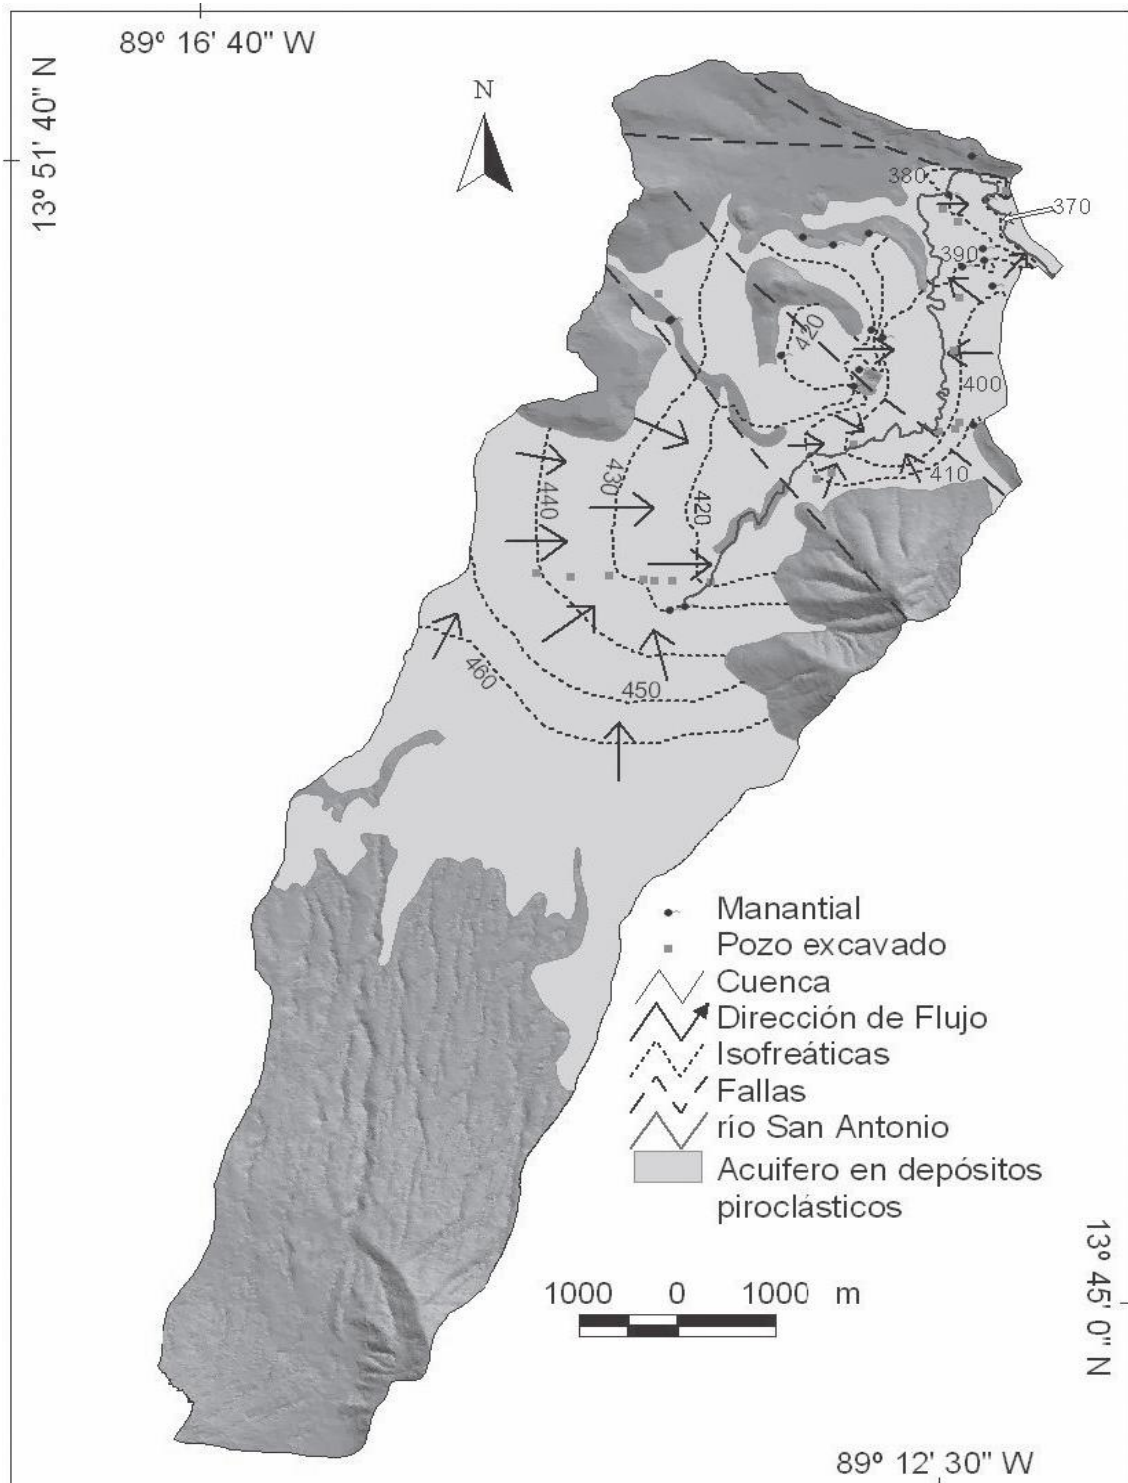 89º 16' 40" W
13º 51' 40" N
N
380
370
390
420
400
410
430
440
420
460
450
Manantial
Pozo excavado
Cuenca
Dirección de Flujo
Isofreáticas
Fallas
río San Antonio
Acuifero en depósitos
piroclásticos
1000 0 1000 m
13º 45' 0" N
89º 12' 30" W